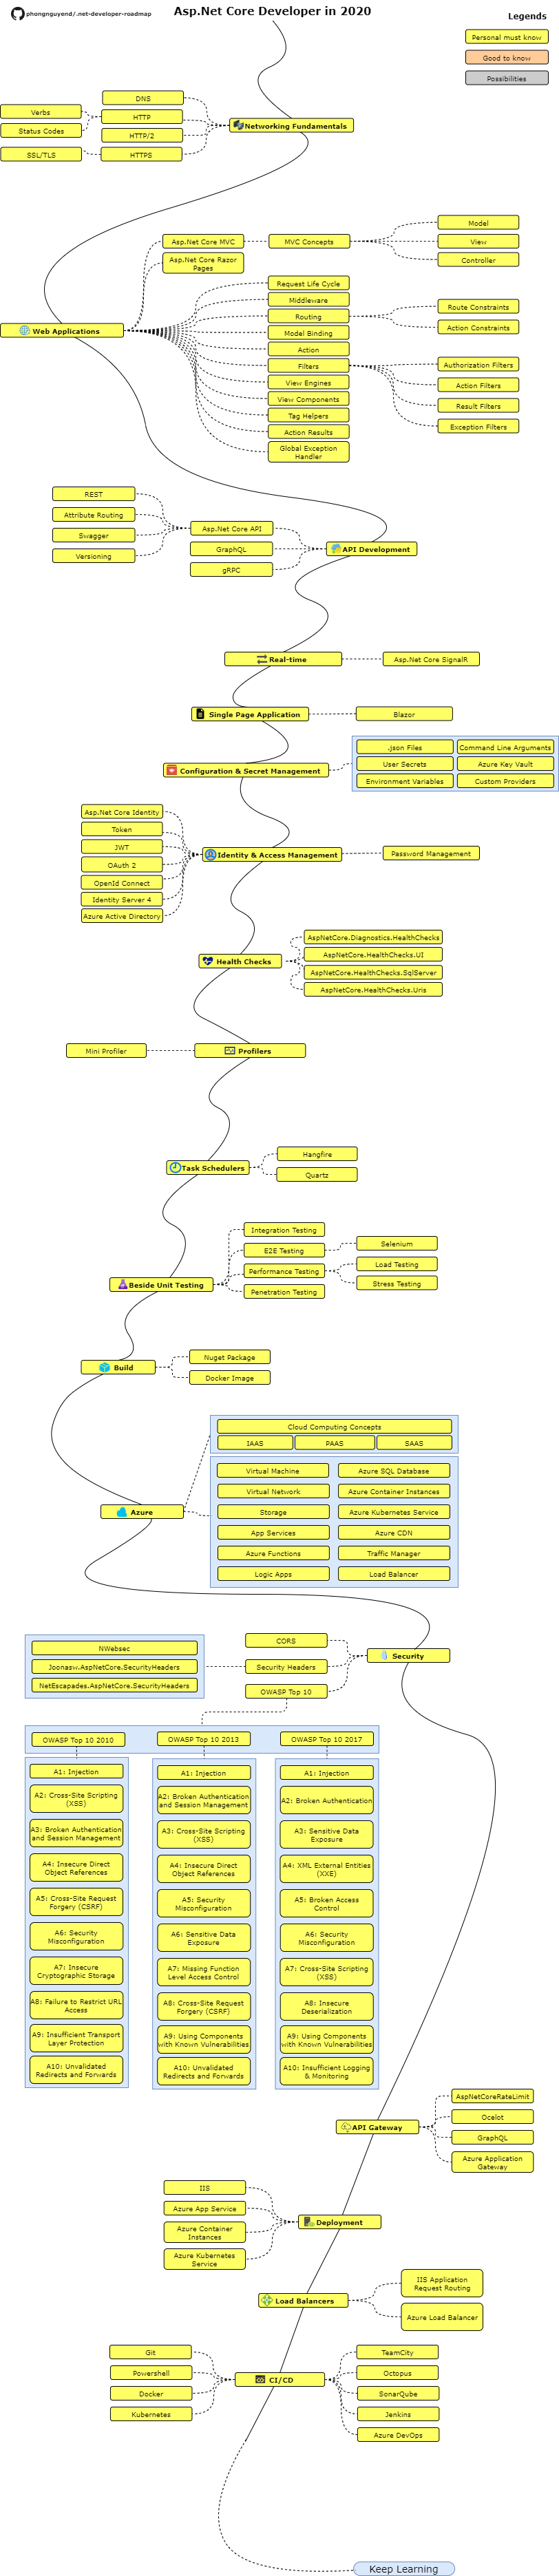 phongnguyend/.net-developer-roadmap
Asp.Net Core Developer in 2020
Legends
Personal must know
Good to know
Possibilities
DNS
Verbs
HTTP
Status Codes
HTTP/2
SSL/TLS
HTTPS
Networking Fundamentals
Asp.Net Core MVC
MVC Concepts
Model
View
Controller
Asp.Net Core Razor
Pages
Request Life Cycle
Middleware
Routing
Route Constraints
Action Constraints
Web Applications
Model Binding
Action
Filters
Authorization Filters
Action Filters
Result Filters
Exception Filters
View Engines
View Components
Tag Helpers
Action Results
Global Exception
Handler
REST
Attribute Routing
Swagger
Versioning
Asp.Net Core API
GraphQL
gRPC
API Development
Real-time
Asp.Net Core SignalR
Single Page Application
Blazor
Configuration & Secret Management
.json Files
Command Line Arguments
User Secrets
Azure Key Vault
Environment Variables
Custom Providers
Asp.Net Core Identity
Token
JWT
OAuth 2
OpenId Connect
Identity Server 4
Azure Active Directory
Identity & Access Management
Password Management
Health Checks
AspNetCore.Diagnostics.HealthChecks
AspNetCore.HealthChecks.UI
AspNetCore.HealthChecks.SqlServer
AspNetCore.HealthChecks.Uris
Mini Profiler
Profilers
Task Schedulers
Hangfire
Quartz
Beside Unit Testing
Integration Testing
E2E Testing
Selenium
Performance Testing
Load Testing
Stress Testing
Penetration Testing
Build
Nuget Package
Docker Image
Azure
Cloud Computing Concepts
IAAS
PAAS
SAAS
Virtual Machine
Azure SQL Database
Virtual Network
Azure Container Instances
Storage
Azure Kubernetes Service
App Services
Azure CDN
Azure Functions
Traffic Manager
Logic Apps
Load Balancer
Security
CORS
Security Headers
OWASP Top 10
NWebsec
Joonasw.AspNetCore.SecurityHeaders
NetEscapades.AspNetCore.SecurityHeaders
OWASP Top 10 2010
OWASP Top 10 2013
OWASP Top 10 2017
A1: Injection
A2: Cross-Site Scripting
(XSS)
A3: Broken Authentication
and Session Management
A4: Insecure Direct
Object References
A5: Cross-Site Request
Forgery (CSRF)
A6: Security
Misconfiguration
A7: Insecure
Cryptographic Storage
A8: Failure to Restrict URL
Access
A9: Insufficient Transport
Layer Protection
A10: Unvalidated
Redirects and Forwards
A1: Injection
A2: Broken Authentication
and Session Management
A3: Cross-Site Scripting
(XSS)
A4: Insecure Direct
Object References
A5: Security
Misconfiguration
A6: Sensitive Data
Exposure
A7: Missing Function
Level Access Control
A8: Cross-Site Request
Forgery (CSRF)
A9: Using Components
with Known Vulnerabilities
A10: Unvalidated
Redirects and Forwards
A1: Injection
A2: Broken Authentication
A3: Sensitive Data
Exposure
A4: XML External Entities
(XXE)
A5: Broken Access
Control
A6: Security
Misconfiguration
A7: Cross-Site Scripting
(XSS)
A8: Insecure
Deserialization
A9: Using Components
with Known Vulnerabilities
A10: Insufficient Logging
& Monitoring
API Gateway
AspNetCoreRateLimit
Ocelot
GraphQL
Azure Application
Gateway
IIS
Azure App Service
Azure Container
Instances
Azure Kubernetes
Service
Deployment
Load Balancers
IIS Application
Request Routing
Azure Load Balancer
Git
Powershell
Docker
Kubernetes
CI/CD
TeamCity
Octopus
SonarQube
Jenkins
Azure DevOps
Keep Learning